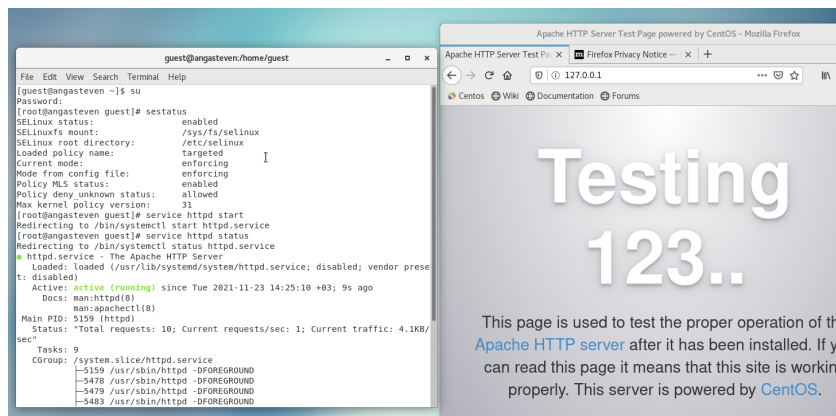 guest@angasteven:/home/guest
File Edit View Search Terminal Help
[guest@angasteven ~]$ su
Password:
[root@angasteven guest]# sestatus
SELinux status:                 enabled
SELinuxfs mount:                /sys/fs/selinux
SELinux root directory:         /etc/selinux
Loaded policy name:             targeted
Current mode:                   enforcing
Mode from config file:          enforcing
Policy MLS status:              enabled
Policy deny_unknown status:     allowed
Max kernel policy version:      31
[root@angasteven guest]# service httpd start
Redirecting to /bin/systemctl start httpd.service
[root@angasteven guest]# service httpd status
Redirecting to /bin/systemctl status httpd.service
● httpd.service - The Apache HTTP Server
   Loaded: loaded (/usr/lib/systemd/system/httpd.service; disabled; vendor prese
t: disabled)
   Active: active (running) since Tue 2021-11-23 14:25:10 +03; 9s ago
     Docs: man:httpd(8)
           man:apachectl(8)
 Main PID: 5159 (httpd)
   Status: "Total requests: 10; Current requests/sec: 1; Current traffic: 4.1KB/
sec"
    Tasks: 9
   CGroup: /system.slice/httpd.service
           ├─5159 /usr/sbin/httpd -DFOREGROUND
           ├─5478 /usr/sbin/httpd -DFOREGROUND
           ├─5479 /usr/sbin/httpd -DFOREGROUND
           ├─5483 /usr/sbin/httpd -DFOREGROUND
Apache HTTP Server Test Page powered by CentOS - Mozilla Firefox
Apache HTTP Server Test Pa Firefox Privacy Notice —
127.0.0.1
Centos Wiki Documentation Forums
Testing
123..
This page is used to test the proper operation of th
Apache HTTP server after it has been installed. If y
can read this page it means that this site is workin
properly. This server is powered by CentOS.